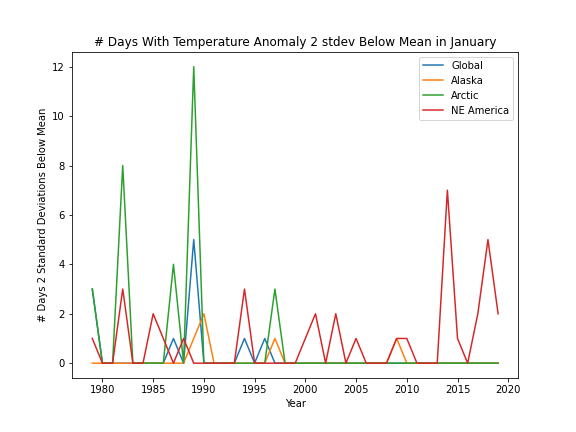 # Days With Temperature Anomaly 2 stdev Below Mean in January
Global
Alaska
Arctic
NE America
# Days 2 Standard Deviations Below Mean
12
10
8
6
4
2
0
1980 1985 1990 1995 2000 2005 2010 2015 2020
Year